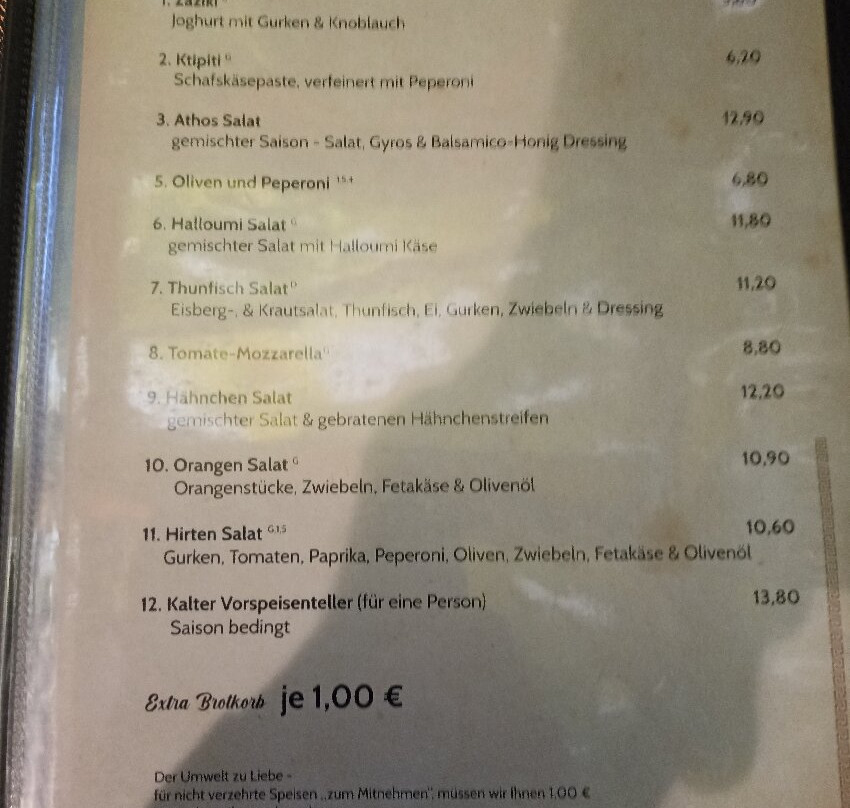 1. Zaziki
Joghurt mit Gurken & Knoblauch
2. Ktipiti G 6,20
Schafskäsepaste, verfeinert mit Peperoni
3. Athos Salat 12,90
gemischter Saison - Salat, Gyros & Balsamico-Honig Dressing
5. Oliven und Peperoni 6,80
6. Halloumi Salat G 11,80
gemischter Salat mit Halloumi Käse
7. Thunfisch Salat D 11,20
Eisberg-, & Krautsalat, Thunfisch, Ei, Gurken, Zwiebeln & Dressing
8. Tomate-Mozzarella G 8,80
9. Hähnchen Salat 12,20
gemischter Salat & gebratenen Hähnchenstreifen
10. Orangen Salat G 10,90
Orangenstücke, Zwiebeln, Fetakäse & Olivenöl
11. Hirten Salat G,1,5 10,60
Gurken, Tomaten, Paprika, Peperoni, Oliven, Zwiebeln, Fetakäse & Olivenöl
12. Kalter Vorspeisenteller (für eine Person) 13,80
Saison bedingt
Extra Brotkorb je 1,00 €
Der Umwelt zu Liebe -
für nicht verzehrte Speisen „zum Mitnehmen", müssen wir Ihnen 1,00 €